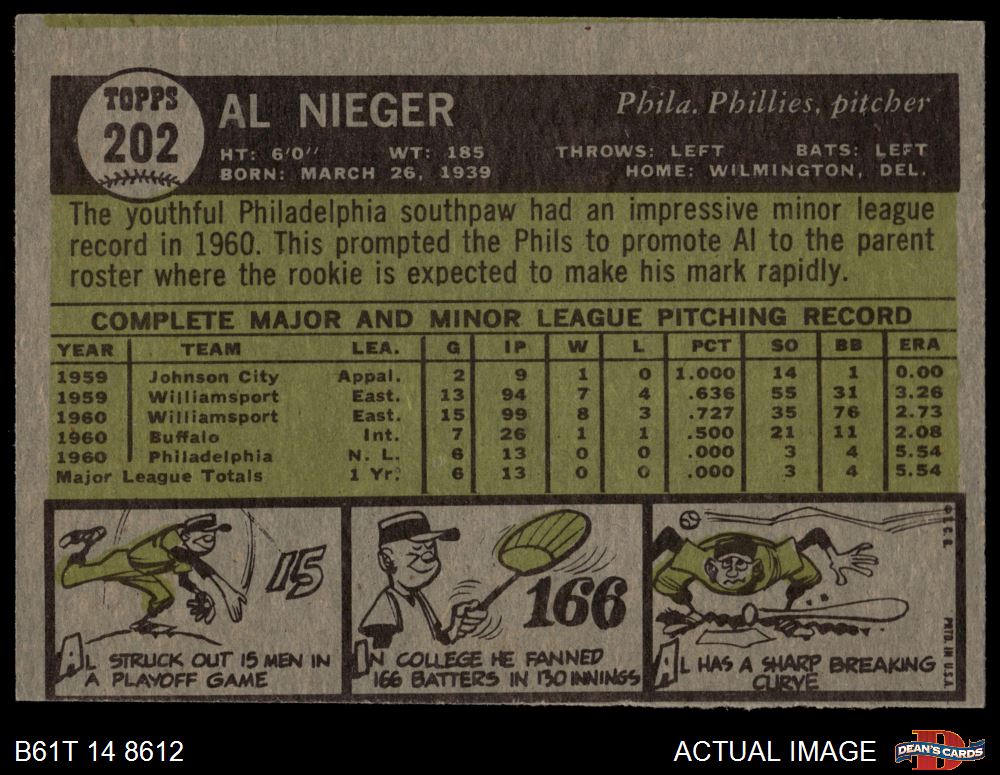 TOPPS
202
AL NIEGER
Phila. Phillies, pitcher
HT: 6'0'' WT: 185 THROWS: LEFT BATS: LEFT
BORN: MARCH 26, 1939 HOME: WILMINGTON, DEL.
The youthful Philadelphia southpaw had an impressive minor league
record in 1960. This prompted the Phils to promote Al to the parent
roster where the rookie is expected to make his mark rapidly.
COMPLETE MAJOR AND MINOR LEAGUE PITCHING RECORD
YEAR TEAM LEA. G IP W L PCT SO BB ERA
1959 Johnson City Appal. 2 9 1 0 1.000 14 1 0.00
1959 Williamsport East. 13 94 7 4 .636 55 31 3.26
1960 Williamsport East. 15 99 8 3 .727 35 76 2.73
1960 Buffalo Int. 7 26 1 1 .500 21 11 2.08
1960 Philadelphia N. L. 6 13 0 0 .000 3 4 5.54
Major League Totals 1 Yr. 6 13 0 0 .000 3 4 5.54
15
AL STRUCK OUT 15 MEN IN
A PLAYOFF GAME
166
IN COLLEGE HE FANNED
166 BATTERS IN 130 INNINGS
AL HAS A SHARP BREAKING
CURVE
PRTD. IN U.S.A.
B61T 14 8612
ACTUAL IMAGE
DEAN'S CARDS